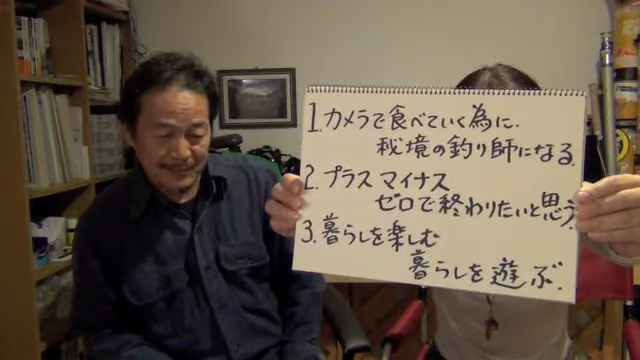 1. カメラで食べていく為に.
秘境の釣り師になる.
2. プラス マイナス
ゼロで終わりたいと思う.
3. 暮らしを楽しむ
暮らしを遊ぶ.